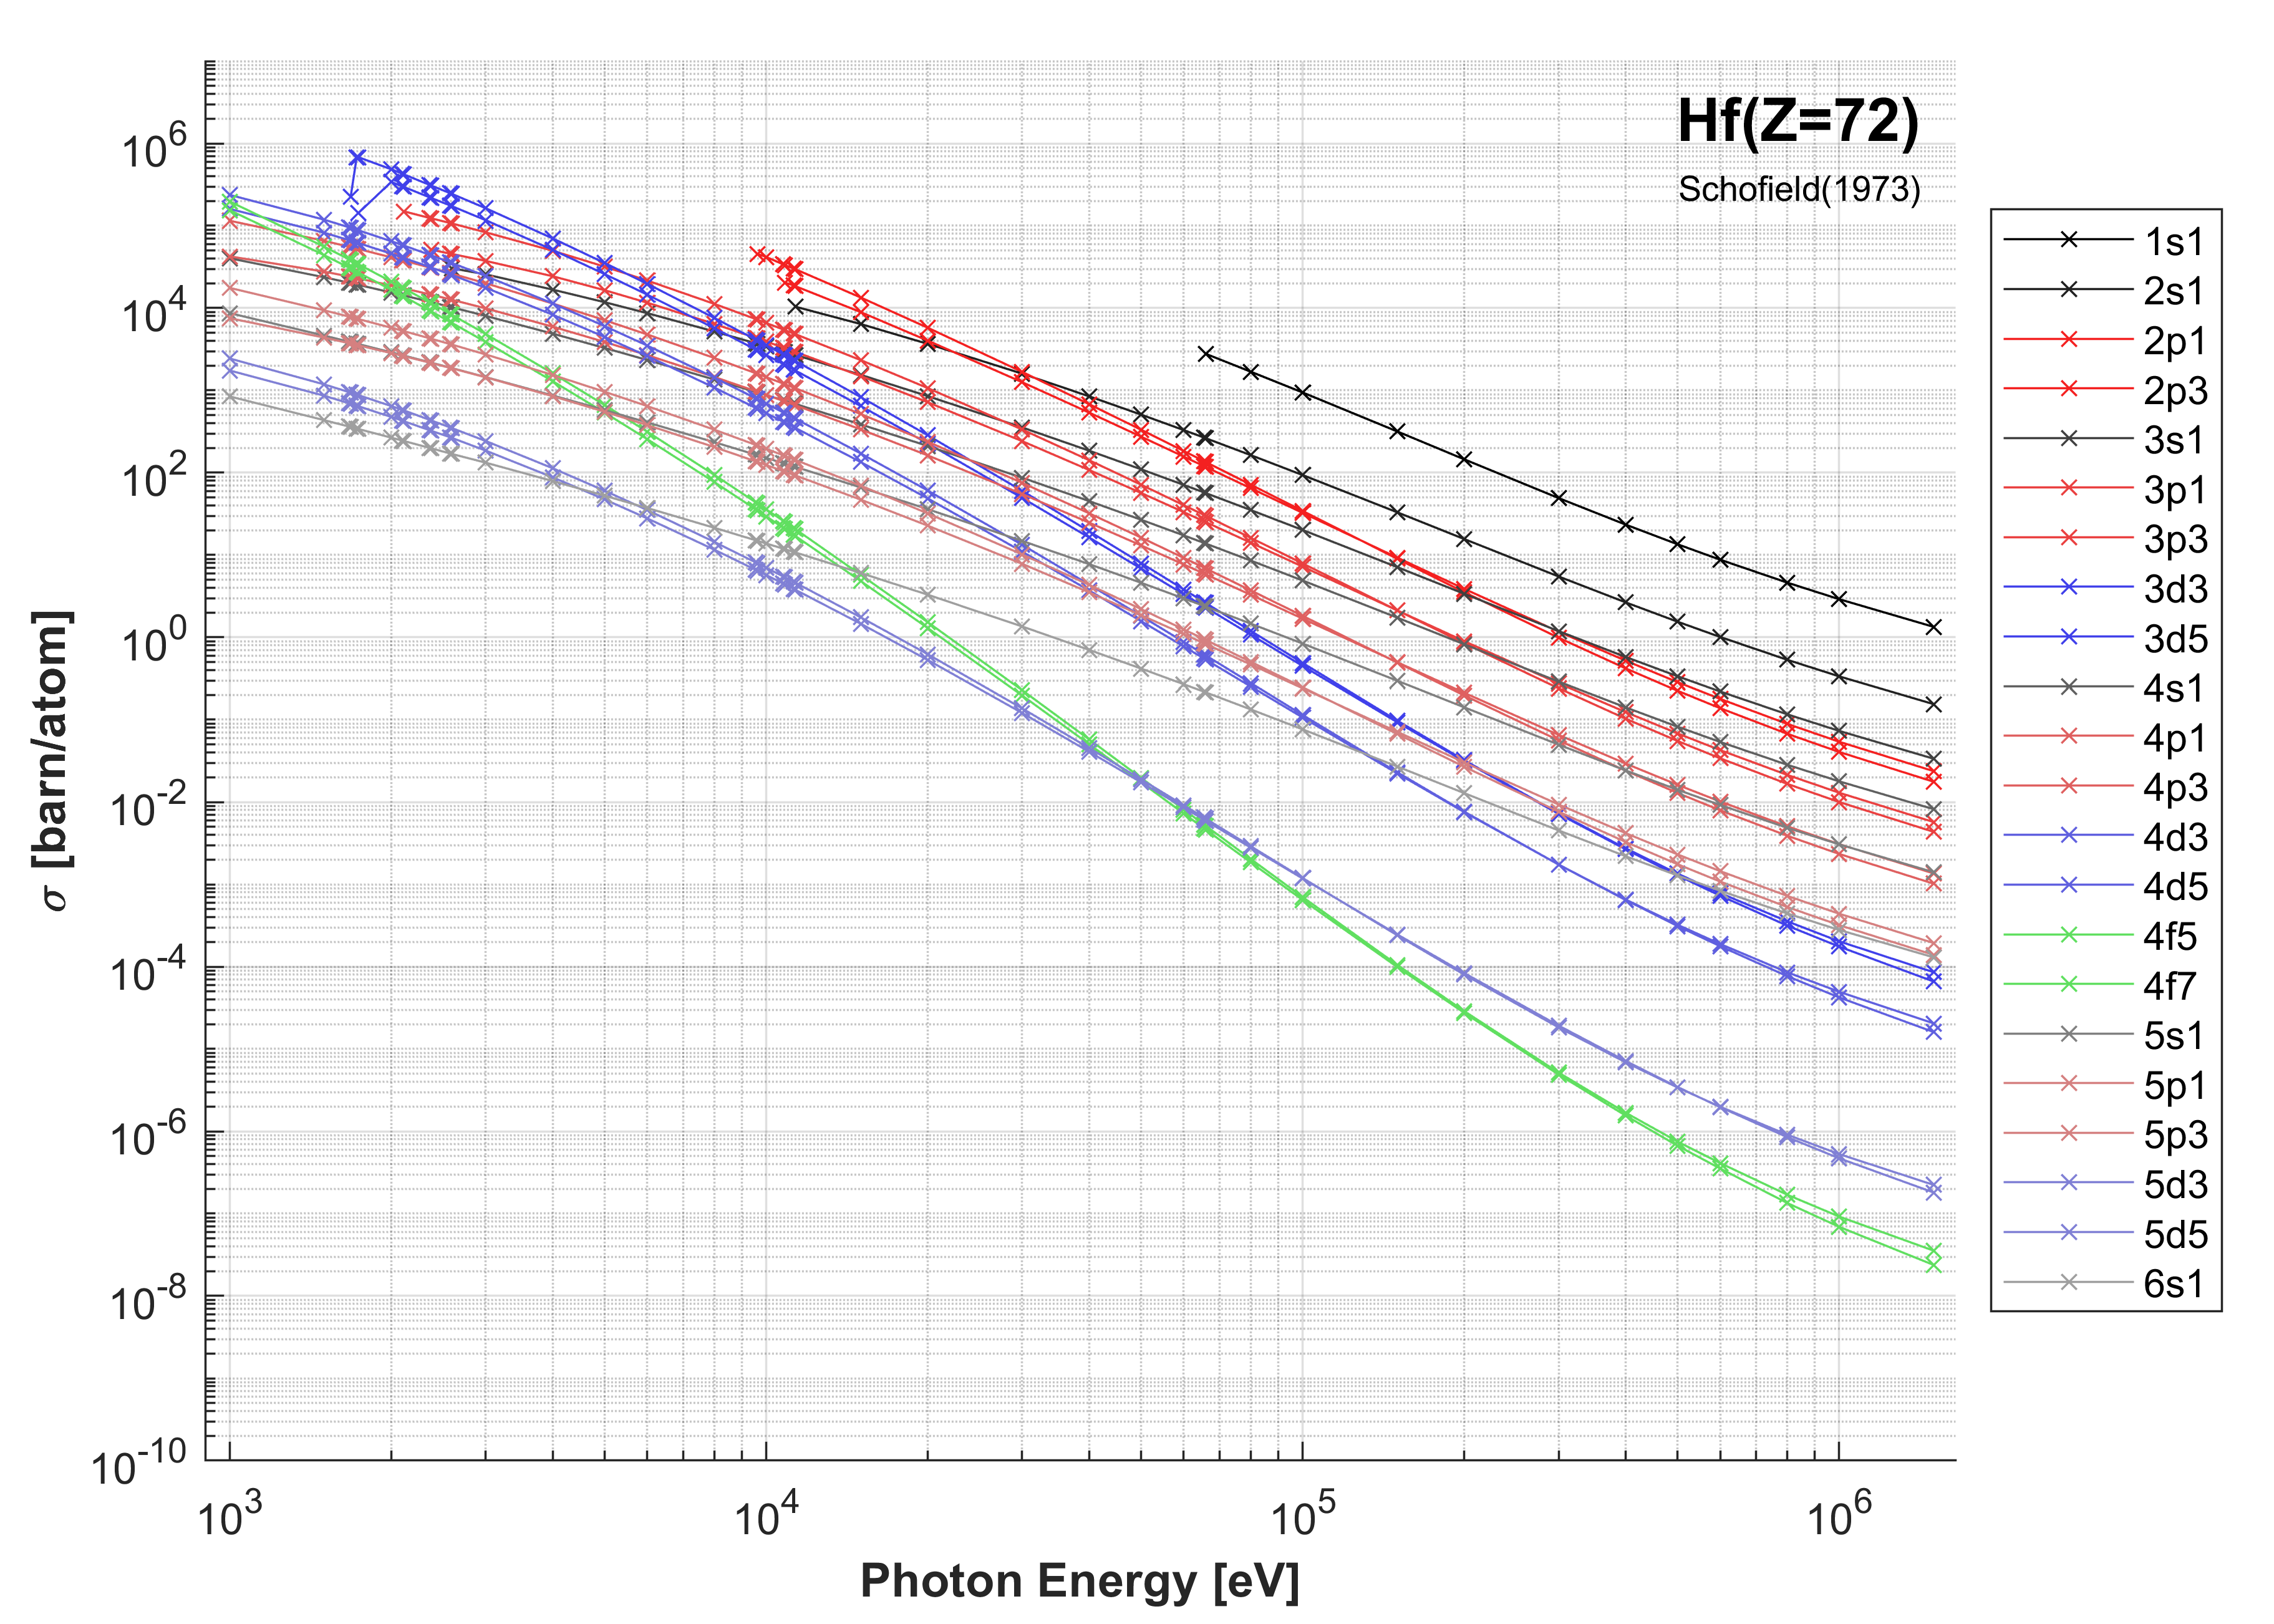 Hf(Z=72)
Schofield(1973)
10^6
10^4
10^2
10^0
10^-2
10^-4
10^-6
10^-8
10^-10
σ [barn/atom]
10^3
10^4
10^5
10^6
Photon Energy [eV]
1s1
2s1
2p1
2p3
3s1
3p1
3p3
3d3
3d5
4s1
4p1
4p3
4d3
4d5
4f5
4f7
5s1
5p1
5p3
5d3
5d5
6s1